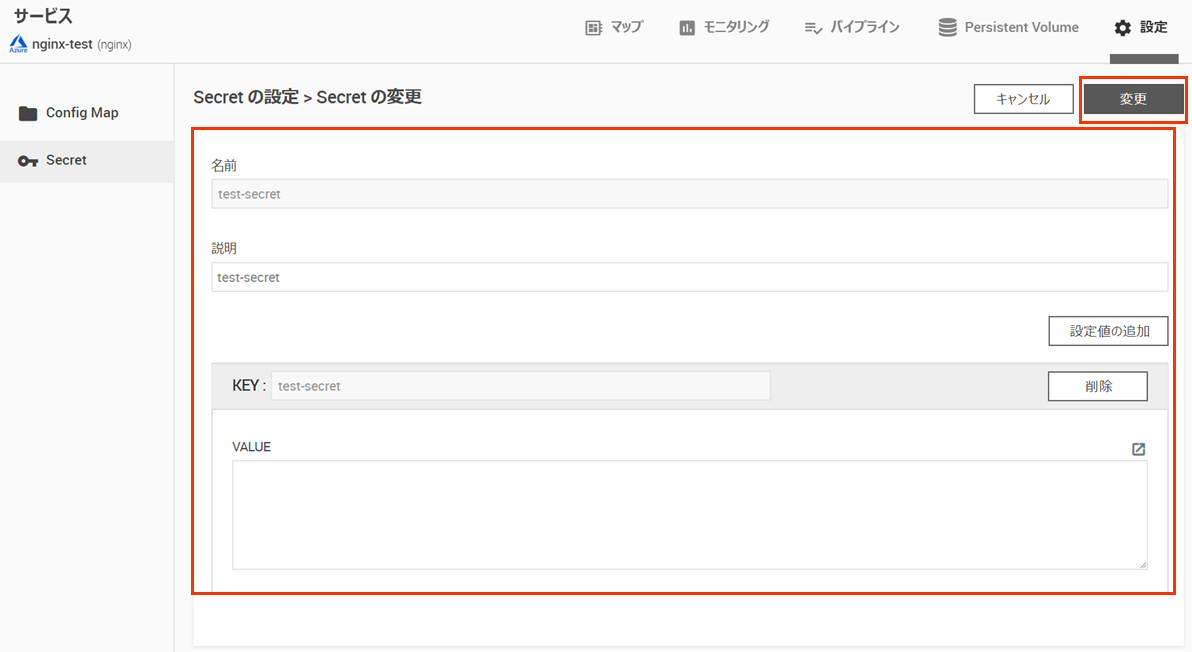 サービス
Azure nginx-test (nginx)
マップ モニタリング パイプライン Persistent Volume 設定
Config Map
Secret
Secret の設定 > Secret の変更
キャンセル 変更
名前
test-secret
説明
test-secret
設定値の追加
KEY : test-secret 削除
VALUE